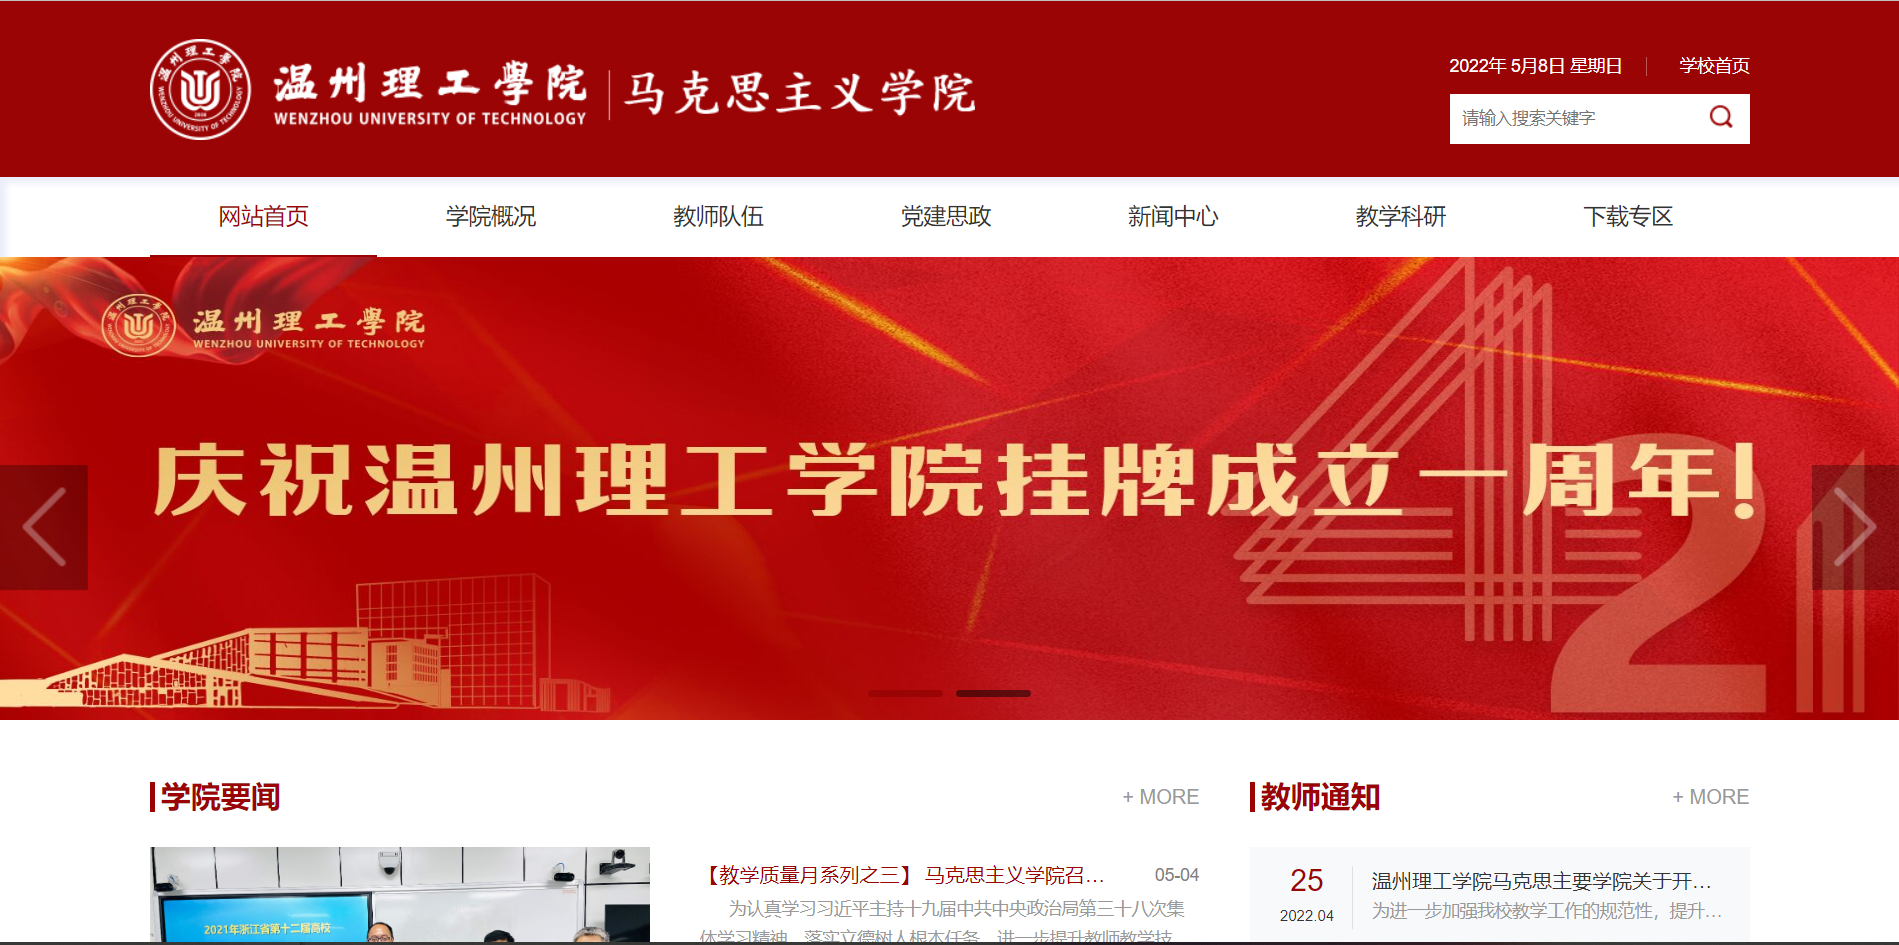 温州理工學院
WENZHOU UNIVERSITY OF TECHNOLOGY
马克思主义学院
2022年 5月8日 星期日
学校首页
请输入搜索关键字
网站首页
学院概况
教师队伍
党建思政
新闻中心
教学科研
下载专区
温州理工學院
WENZHOU UNIVERSITY OF TECHNOLOGY
庆祝温州理工学院挂牌成立一周年!
42
学院要闻
+ MORE
教师通知
+ MORE
2021年浙江省第十二届高校
【教学质量月系列之三】 马克思主义学院召...
05-04
为认真学习习近平主持十九届中共中央政治局第三十八次集
体学习精神，落实立德树人根本任务，进一步提升教师教学技
25
2022.04
温州理工学院马克思主要学院关于开...
为进一步加强我校教学工作的规范性，提升...